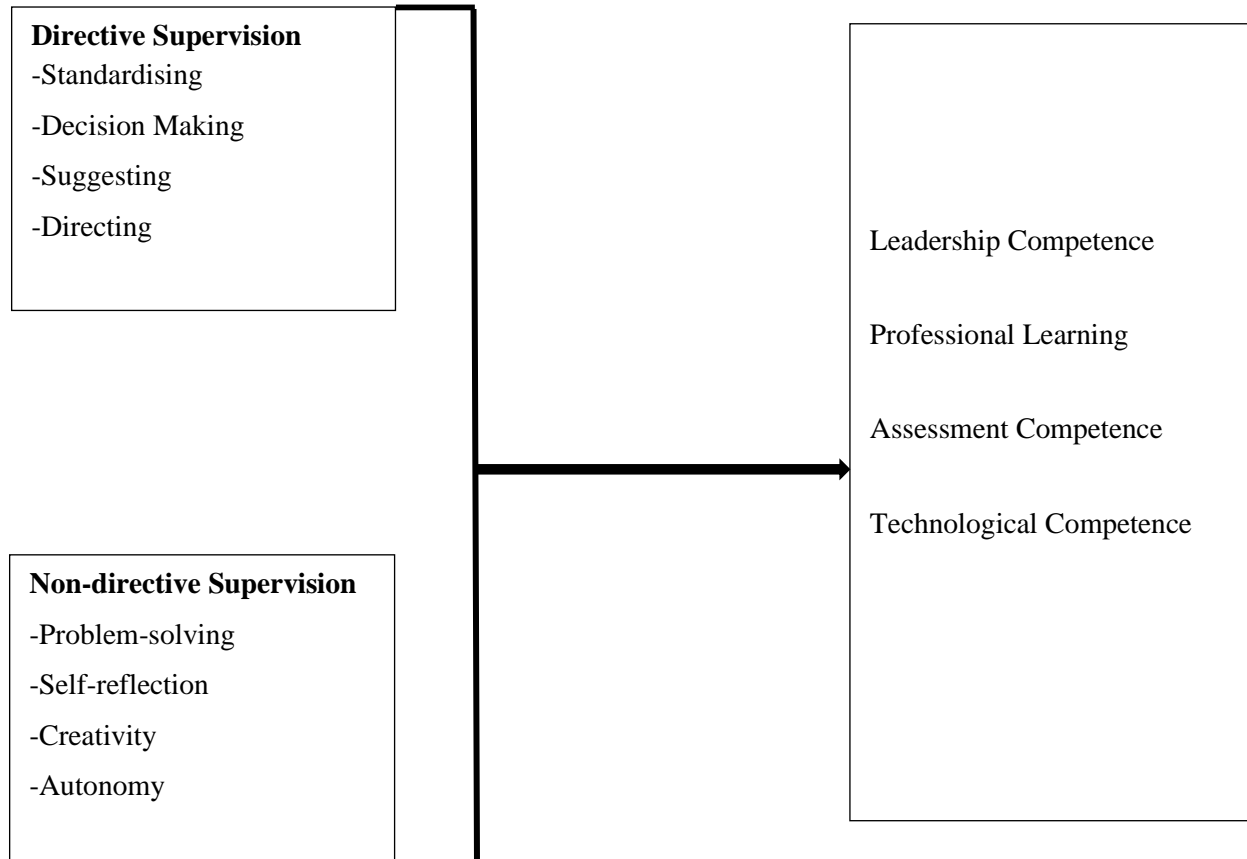 Directive Supervision
-Standardising
-Decision Making
-Suggesting
-Directing
Non-directive Supervision
-Problem-solving
-Self-reflection
-Creativity
-Autonomy
Leadership Competence
Professional Learning
Assessment Competence
Technological Competence